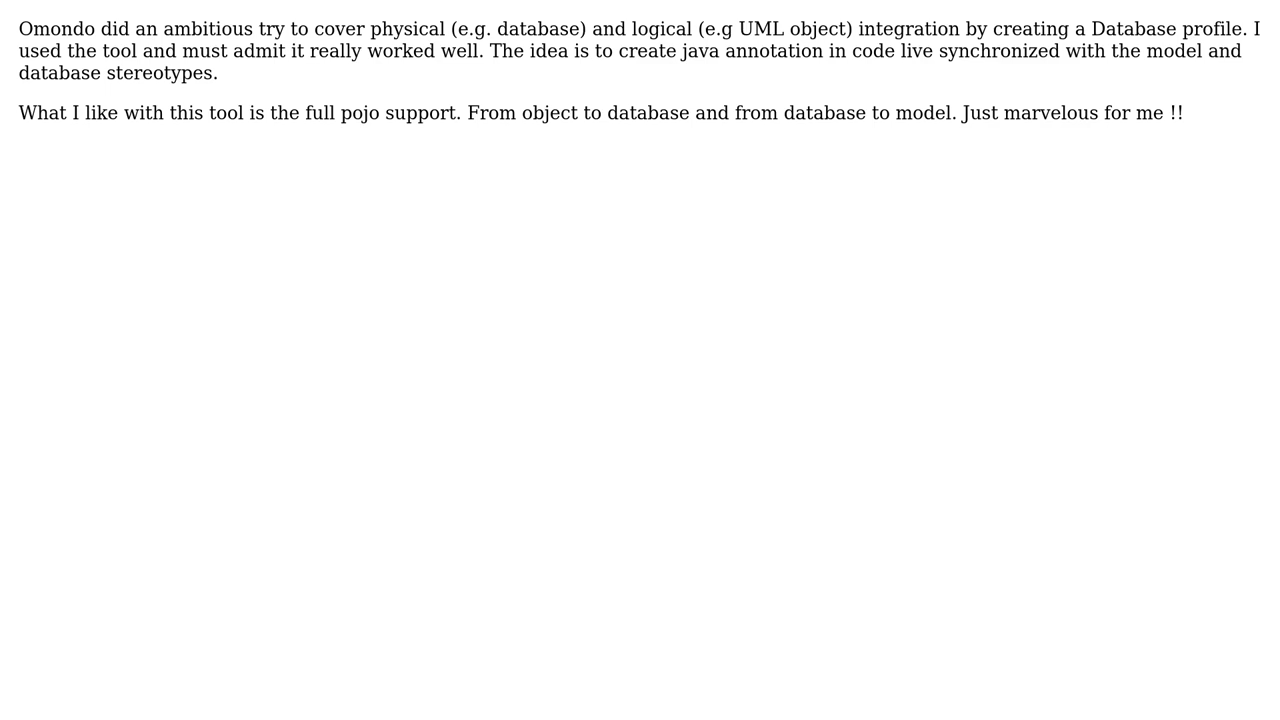 Omondo did an ambitious try to cover physical (e.g. database) and logical (e.g UML object) integration by creating a Database profile. I
used the tool and must admit it really worked well. The idea is to create java annotation in code live synchronized with the model and
database stereotypes.
What I like with this tool is the full pojo support. From object to database and from database to model. Just marvelous for me !!